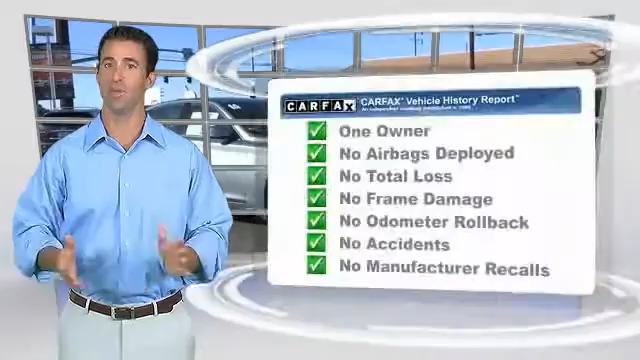 CARFAX CARFAX Vehicle History Report™
One Owner
No Airbags Deployed
No Total Loss
No Frame Damage
No Odometer Rollback
No Accidents
No Manufacturer Recalls